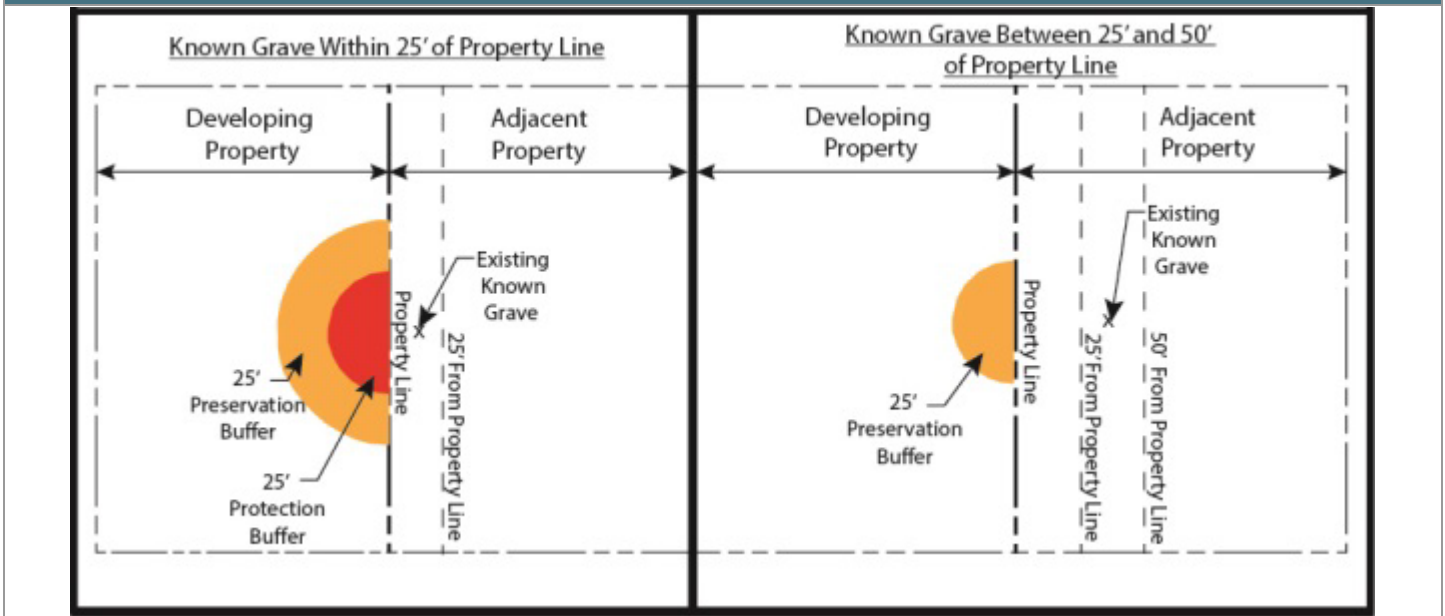 Known Grave Within 25' of Property Line
Developing
Property
Adjacent
Property
Existing
Known
Grave
Property Line
25' From Property Line
25'
Preservation
Buffer
25'
Protection
Buffer
Known Grave Between 25' and 50'
of Property Line
Developing
Property
Adjacent
Property
Existing
Known
Grave
Property Line
25' From Property Line
50' From Property Line
25'
Preservation
Buffer